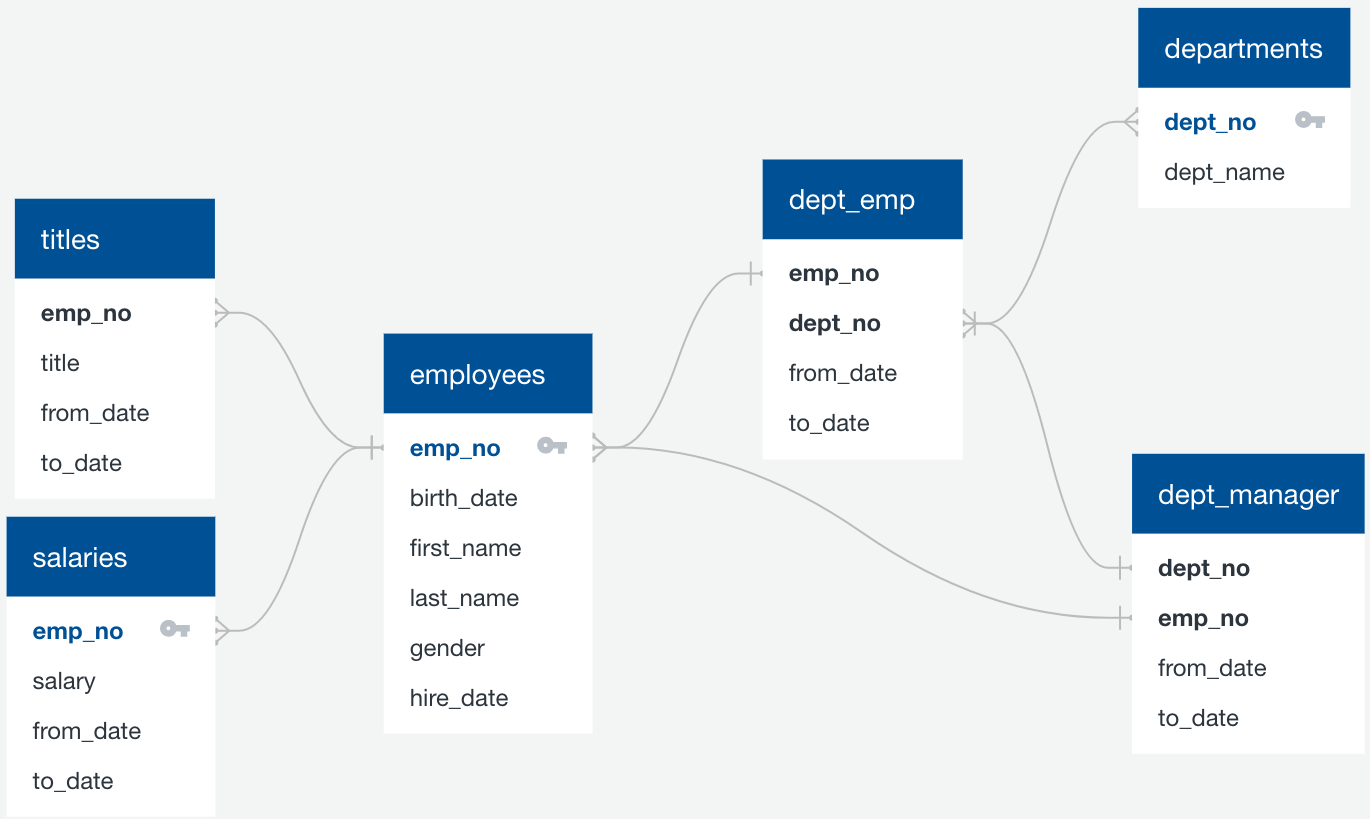 titles
emp_no
title
from_date
to_date
salaries
emp_no
salary
from_date
to_date
employees
emp_no
birth_date
first_name
last_name
gender
hire_date
dept_emp
emp_no
dept_no
from_date
to_date
departments
dept_no
dept_name
dept_manager
dept_no
emp_no
from_date
to_date